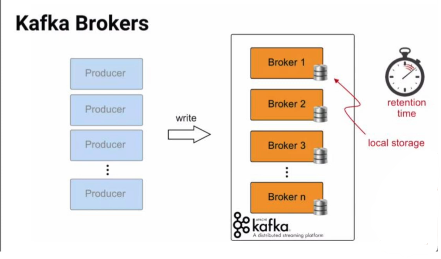 Kafka Brokers
Producer
Producer
Producer
Producer
write
Broker 1
Broker 2
Broker 3
Broker n
retention
time
local storage
APACHE
kafka
A distributed streaming platform